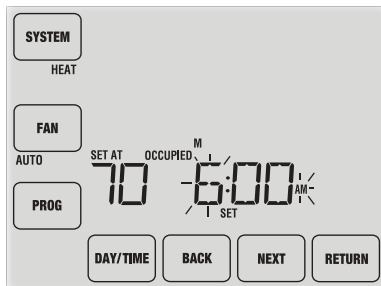 SYSTEM
HEAT
FAN
AUTO
M
SET AT OCCUPIED
70 6:00 AM
SET
PROG
DAY/TIME BACK NEXT RETURN